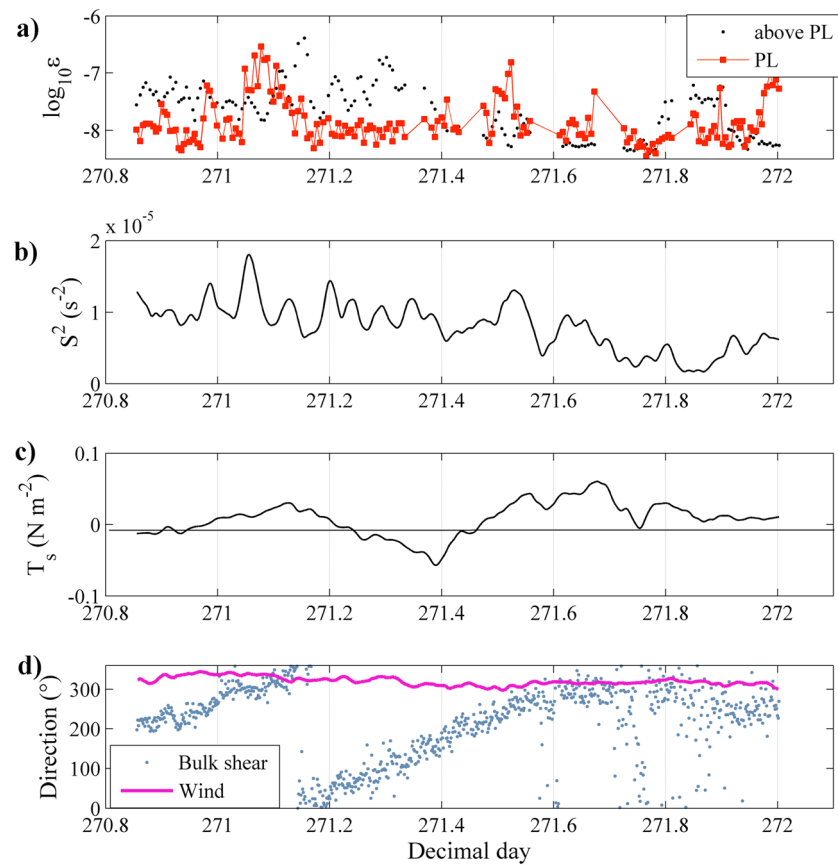 a)
-6
-7
-8
log10ε
above PL
PL
270.8 271 271.2 271.4 271.6 271.8 272
b)
x 10^-5
2
1
0
S^2 (s^-2)
270.8 271 271.2 271.4 271.6 271.8 272
c)
0.1
0
-0.1
T_s (N m^-2)
270.8 271 271.2 271.4 271.6 271.8 272
d)
300
200
100
0
Direction (°)
Bulk shear
Wind
270.8 271 271.2 271.4 271.6 271.8 272
Decimal day